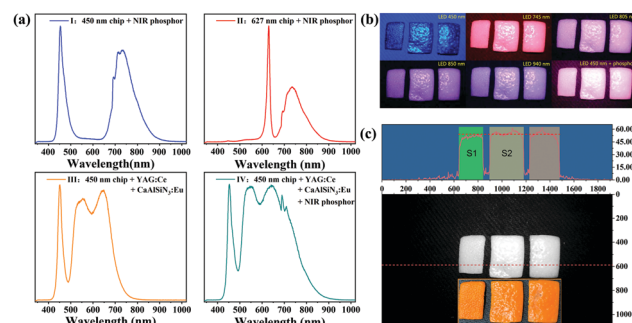 (a)
I: 450 nm chip + NIR phosphor
II: 627 nm chip + NIR phosphor
400 500 600 700 800 900 1000
400 500 600 700 800 900 1000
Wavelength(nm)
Wavelength(nm)
III: 450 nm chip + YAG:Ce
+ CaAlSiN3:Eu
IV: 450 nm chip + YAG:Ce
+ CaAlSiN3:Eu
+ NIR phosphor
400 500 600 700 800 900 1000
400 500 600 700 800 900 1000
Wavelength(nm)
Wavelength(nm)
(b)
LED 450 nm
LED 745 nm
LED 805 nm
LED 850 nm
LED 940 nm
LED 450 nm + phosphor
(c)
60.00
45.00
30.00
15.00
0.00
S1
S2
0 200 400 600 800 1000 1200 1400 1600 1800
0
200
400
600
800
1000